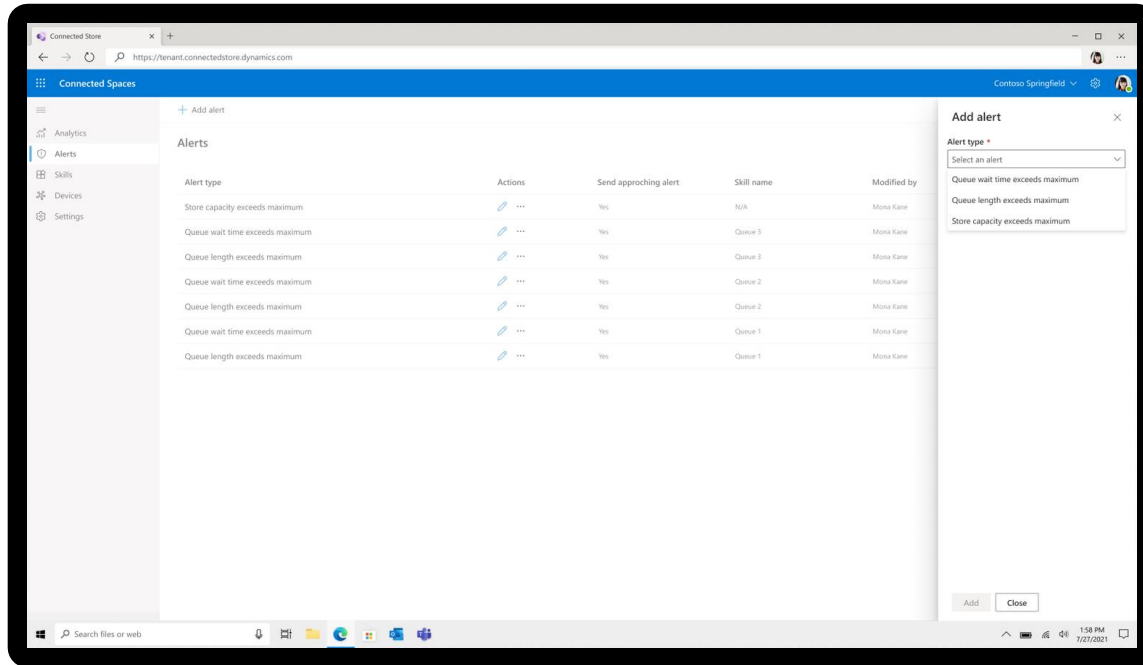 Connected Store
https://tenant.connectedstore.dynamics.com
Connected Spaces
Contoso Springfield
Analytics
Alerts
Skills
Devices
Settings
Add alert
Alerts
Alert type Actions Send approching alert Skill name Modified by
Store capacity exceeds maximum Yes N/A Mona Kane
Queue wait time exceeds maximum Yes Queue 3 Mona Kane
Queue length exceeds maximum Yes Queue 3 Mona Kane
Queue wait time exceeds maximum Yes Queue 2 Mona Kane
Queue length exceeds maximum Yes Queue 2 Mona Kane
Queue wait time exceeds maximum Yes Queue 1 Mona Kane
Queue length exceeds maximum Yes Queue 1 Mona Kane
Add alert
Alert type *
Select an alert
Queue wait time exceeds maximum
Queue length exceeds maximum
Store capacity exceeds maximum
Add Close
Search files or web
1:58 PM
7/27/2021